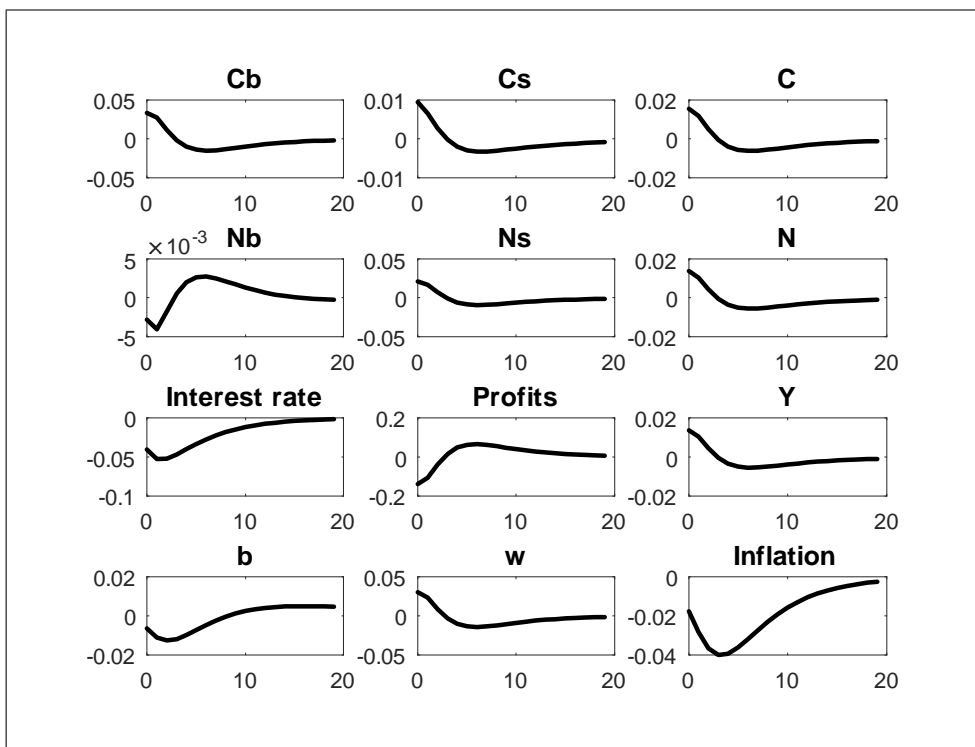 Cb Cs C
0.05 0.01 0.02
0 0 0
-0.05 -0.01 -0.02
0 10 20 0 10 20 0 10 20
×10^-3 Nb Ns N
5 0.05 0.02
0 0 0
-5 -0.05 -0.02
0 10 20 0 10 20 0 10 20
Interest rate Profits Y
0 0.2 0.02
-0.05 0 0
-0.1 -0.2 -0.02
0 10 20 0 10 20 0 10 20
b w Inflation
0.02 0.05 0
0 0 -0.02
-0.02 -0.05 -0.04
0 10 20 0 10 20 0 10 20